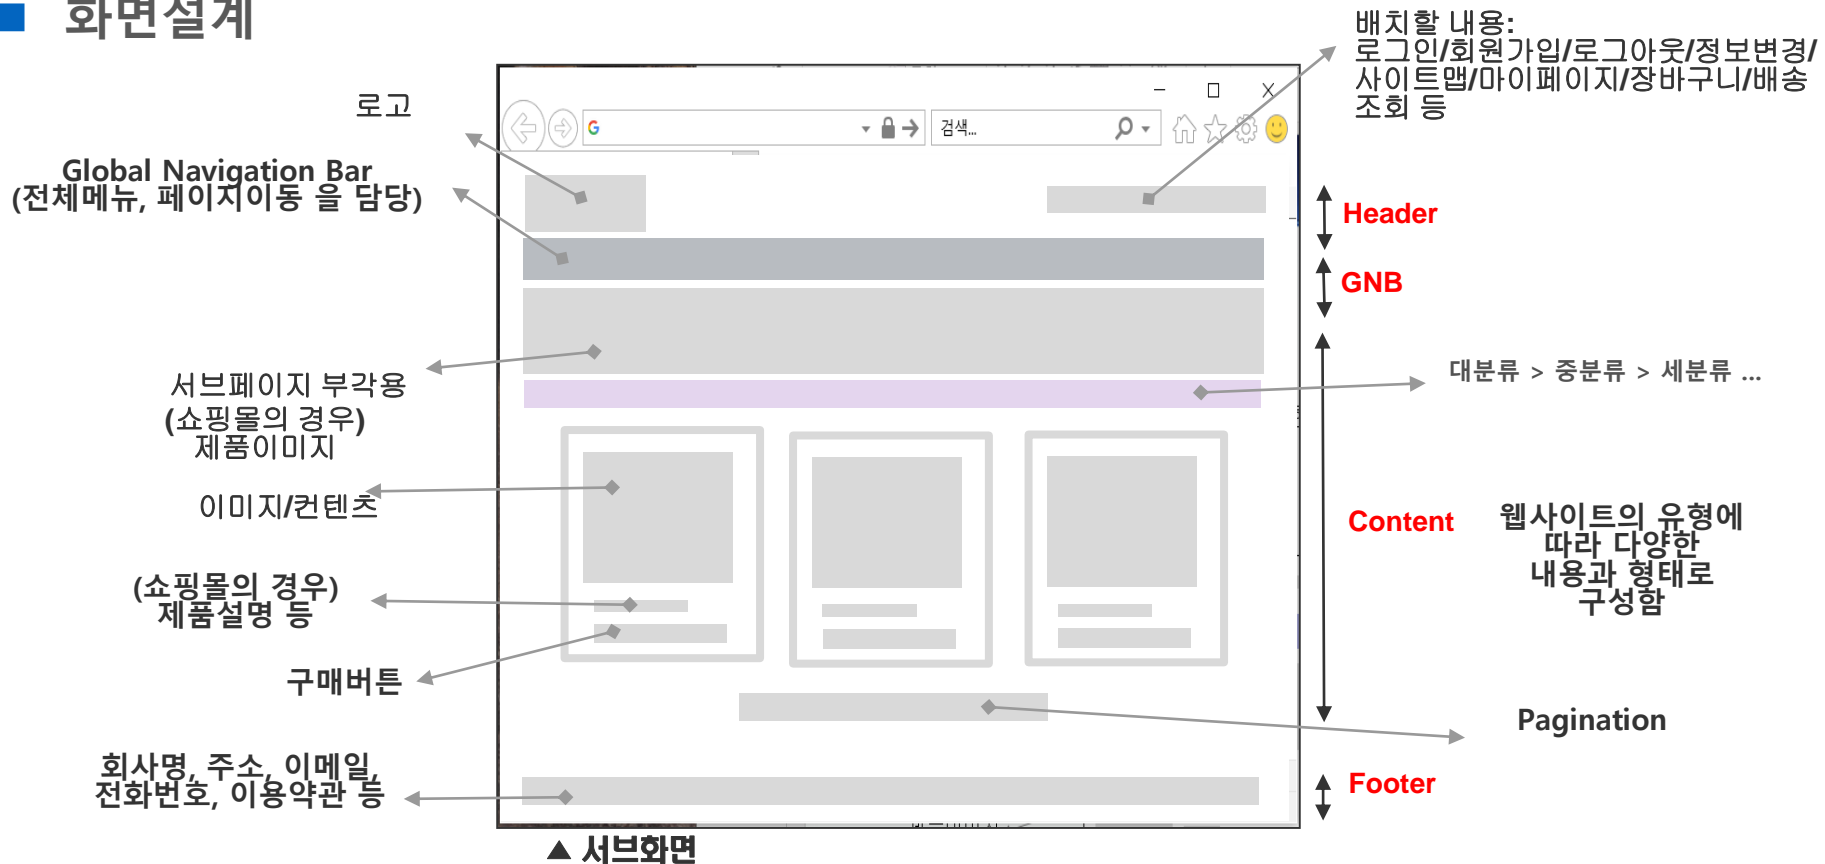 화면설계
배치할 내용:
로그인/회원가입/로그아웃/정보변경/
사이트맵/마이페이지/장바구니/배송
조회 등
로고
검색...
Global Navigation Bar
(전체메뉴, 페이지이동 을 담당)
Header
GNB
서브페이지 부각용
(쇼핑몰의 경우)
제품이미지
대분류 > 중분류 > 세분류 ...
이미지/컨텐츠
Content
웹사이트의 유형에
따라 다양한
내용과 형태로
구성함
(쇼핑몰의 경우)
제품설명 등
구매버튼
Pagination
회사명, 주소, 이메일,
전화번호, 이용약관 등
Footer
▲ 서브화면